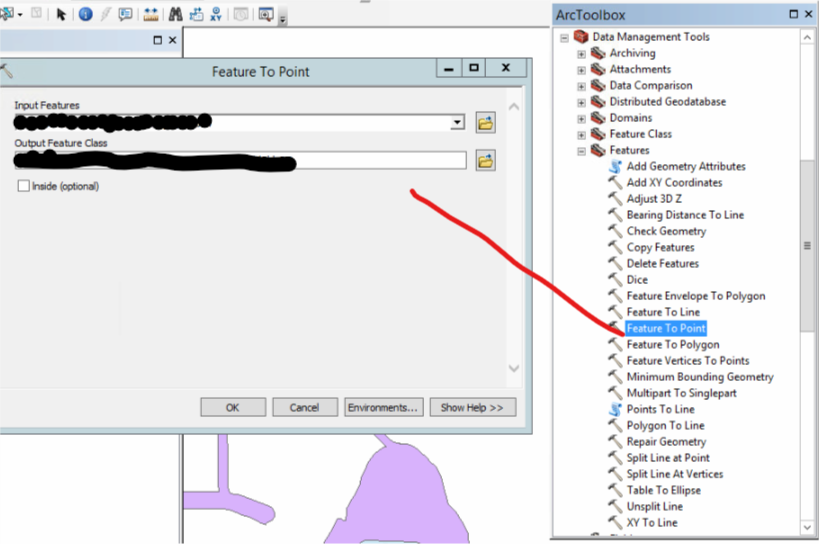 ArcToolbox
Feature To Point
Input Features
Output Feature Class
Inside (optional)
OK
Cancel
Environments...
Show Help >>
Data Management Tools
Archiving
Attachments
Data Comparison
Distributed Geodatabase
Domains
Feature Class
Features
Add Geometry Attributes
Add XY Coordinates
Adjust 3D Z
Bearing Distance To Line
Check Geometry
Copy Features
Delete Features
Dice
Feature Envelope To Polygon
Feature To Line
Feature To Point
Feature To Polygon
Feature Vertices To Points
Minimum Bounding Geometry
Multipart To Singlepart
Points To Line
Polygon To Line
Repair Geometry
Split Line at Point
Split Line At Vertices
Table To Ellipse
Unsplit Line
XY To Line